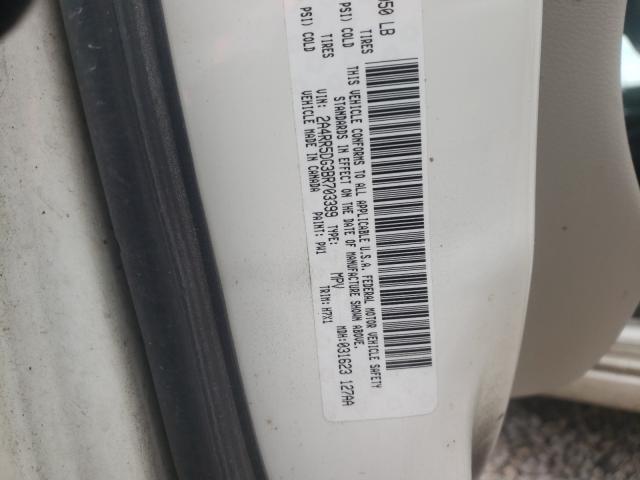 450 LB
TIRES
PSI) COLD
TIRES
PSI) COLD
THIS VEHICLE CONFORMS TO ALL APPLICABLE U.S.A. FEDERAL MOTOR VEHICLE SAFETY
STANDARDS IN EFFECT ON THE DATE OF MANUFACTURE SHOWN ABOVE.
VIN: 2A4RR5DG3BR703399 TYPE: MPV MDH:031623 127AA
VEHICLE MADE IN CANADA PAINT: PW1 TRIM:H7X1